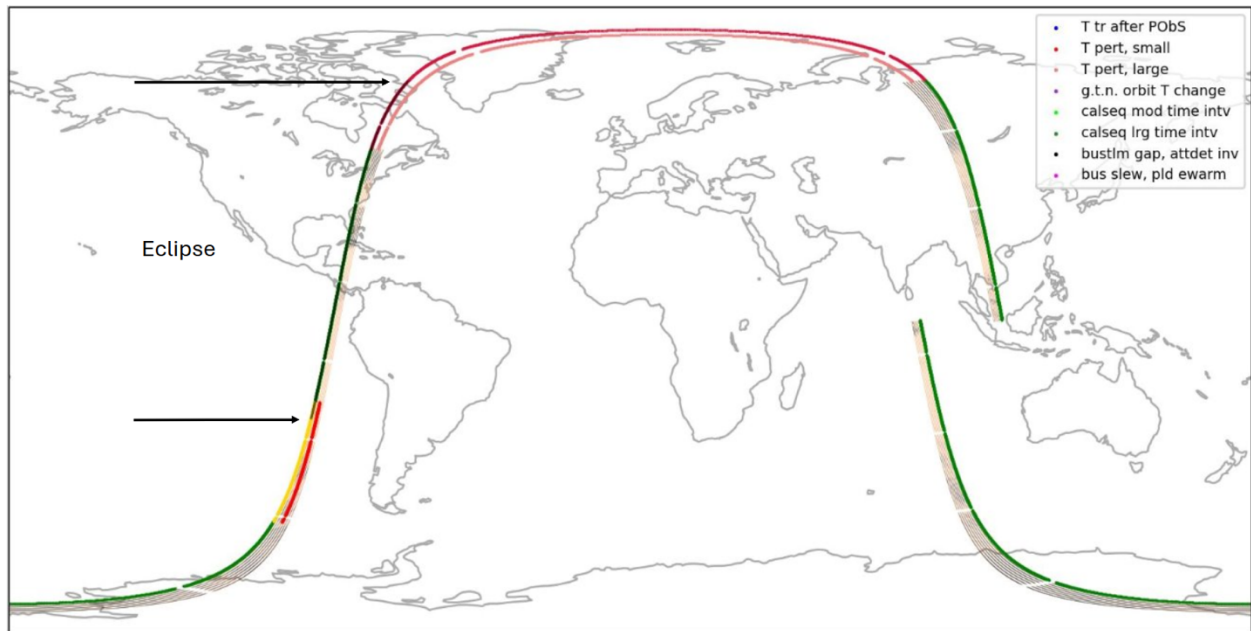 T tr after PObS
T pert, small
T pert, large
g.t.n. orbit T change
calseq mod time intv
calseq lrg time intv
bustlm gap, attdet inv
bus slew, pld ewarm
Eclipse